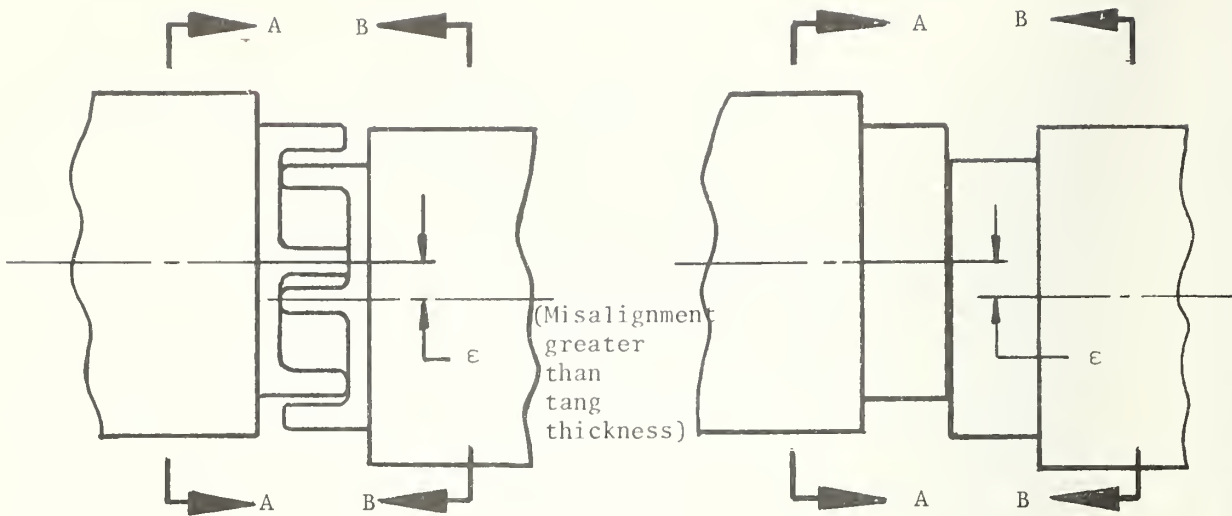 A B
B A
ε
(Misalignment
greater
than
tang
thickness)
ε
A B
A B